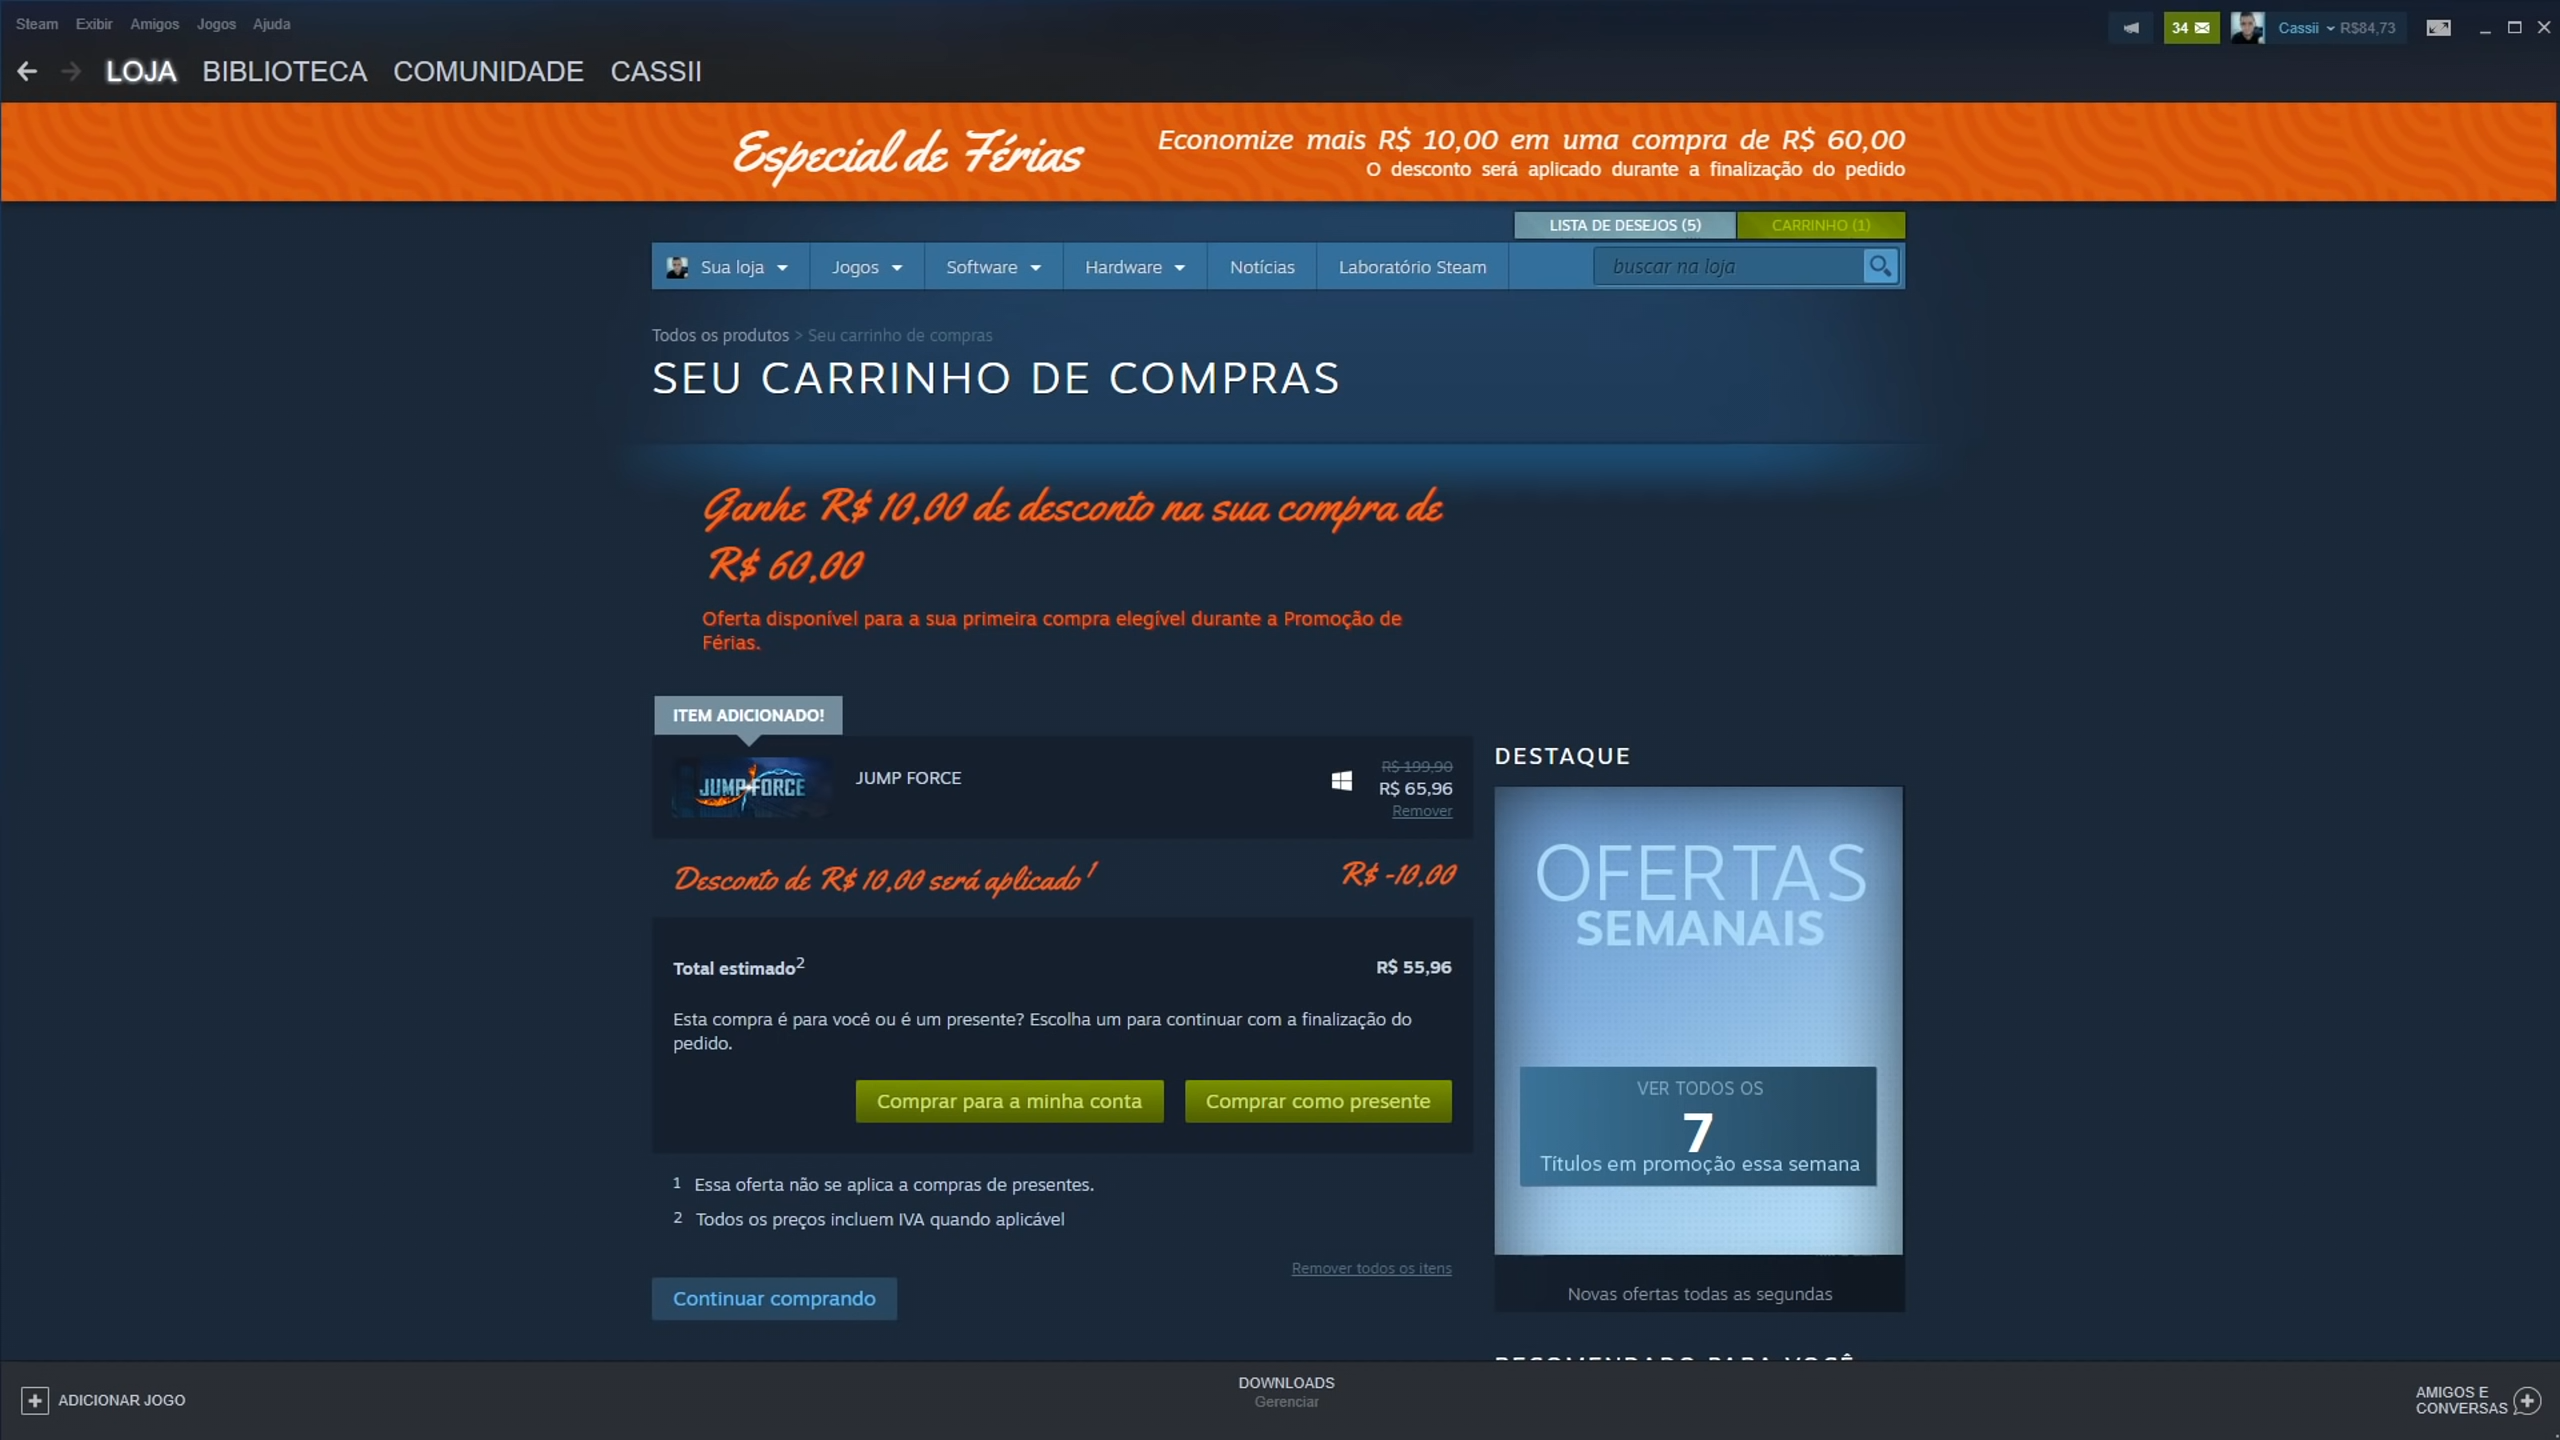 Steam Exibir Amigos Jogos Ajuda
34 Cassii R$84,73
LOJA BIBLIOTECA COMUNIDADE CASSII
Especial de Férias
Economize mais R$ 10,00 em uma compra de R$ 60,00
O desconto será aplicado durante a finalização do pedido
LISTA DE DESEJOS (5) CARRINHO (1)
Sua loja Jogos Software Hardware Notícias Laboratório Steam buscar na loja
Todos os produtos > Seu carrinho de compras
SEU CARRINHO DE COMPRAS
Ganhe R$ 10,00 de desconto na sua compra de
R$ 60,00
Oferta disponível para a sua primeira compra elegível durante a Promoção de
Férias.
ITEM ADICIONADO!
JUMP FORCE
JUMP FORCE
R$ 199,90
R$ 65,96
Remover
Desconto de R$ 10,00 será aplicado 1 R$ -10,00
Total estimado2 R$ 55,96
Esta compra é para você ou é um presente? Escolha um para continuar com a finalização do
pedido.
Comprar para a minha conta Comprar como presente
1 Essa oferta não se aplica a compras de presentes.
2 Todos os preços incluem IVA quando aplicável
Remover todos os itens
Continuar comprando
DESTAQUE
OFERTAS
SEMANAIS
VER TODOS OS
7
Títulos em promoção essa semana
Novas ofertas todas as segundas
RECOMENDADO PARA VOCÊ
ADICIONAR JOGO
DOWNLOADS
Gerenciar
AMIGOS E
CONVERSAS